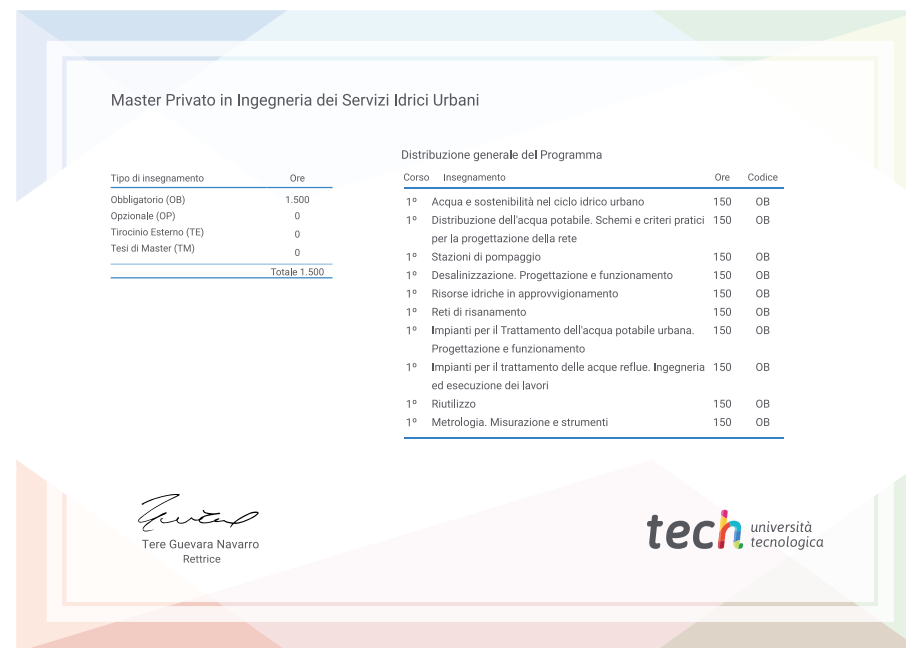 Master Privato in Ingegneria dei Servizi Idrici Urbani
Tipo di insegnamento Ore
Obbligatorio (OB) 1.500
Opzionale (OP) 0
Tirocinio Esterno (TE) 0
Tesi di Master (TM) 0
Totale 1.500
Distribuzione generale del Programma
Corso Insegnamento Ore Codice
1º Acqua e sostenibilità nel ciclo idrico urbano 150 OB
1º Distribuzione dell'acqua potabile. Schemi e criteri pratici 150 OB
per la progettazione della rete
1º Stazioni di pompaggio 150 OB
1º Desalinizzazione. Progettazione e funzionamento 150 OB
1º Risorse idriche in approvvigionamento 150 OB
1º Reti di risanamento 150 OB
1º Impianti per il Trattamento dell'acqua potabile urbana. 150 OB
Progettazione e funzionamento
1º Impianti per il trattamento delle acque reflue. Ingegneria 150 OB
ed esecuzione dei lavori
1º Riutilizzo 150 OB
1º Metrologia. Misurazione e strumenti 150 OB
Tere Guevara Navarro
Rettrice
tech università
tecnologica